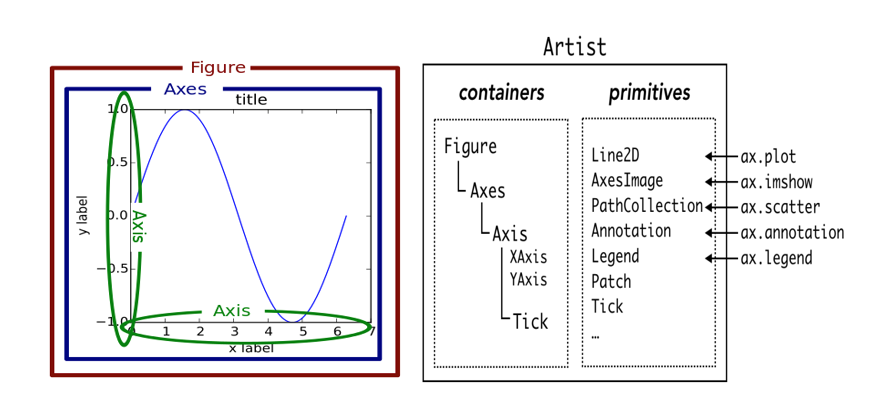 Figure
Axes
title
1.0
0.5
0.0
−0.5
−1.0
y label
Axis
Axis
0 1 2 3 4 5 6 7
x label
Artist
containers
Figure
Axes
Axis
XAxis
YAxis
Tick
primitives
Line2D ax.plot
AxesImage ax.imshow
PathCollection ax.scatter
Annotation ax.annotation
Legend ax.legend
Patch
Tick
…